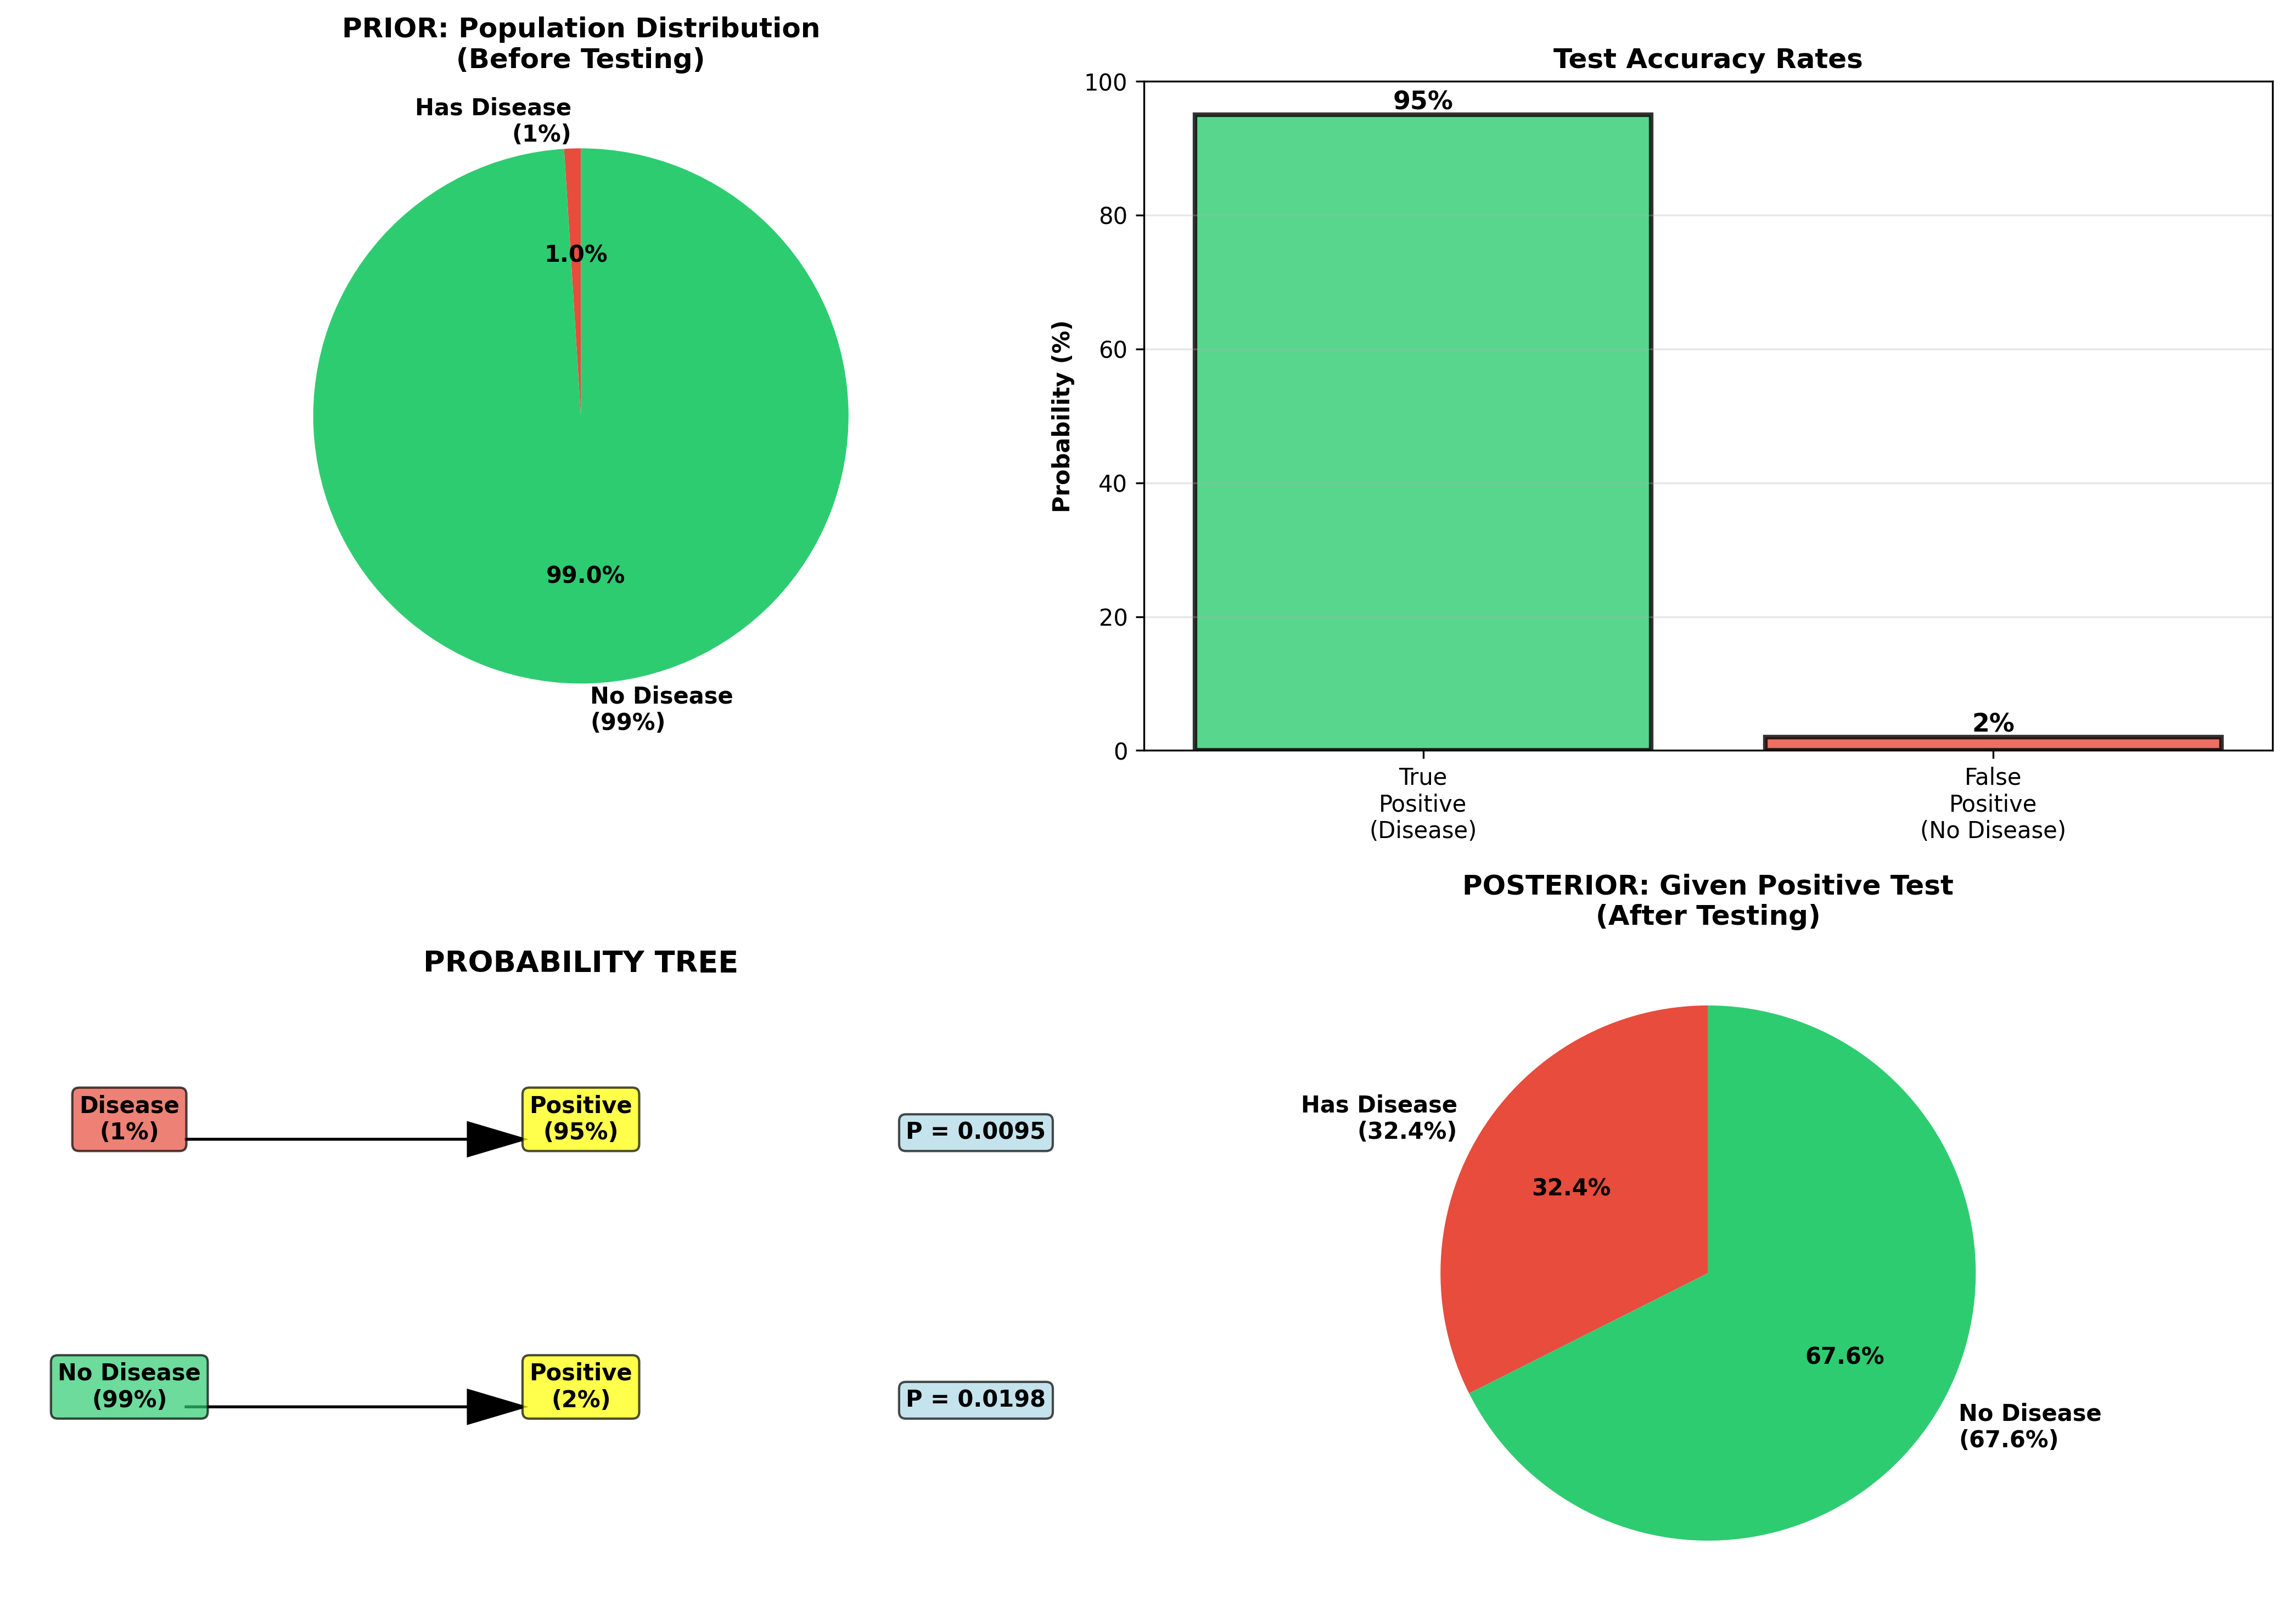 PRIOR: Population Distribution
(Before Testing)
Has Disease
(1%)
1.0%
99.0%
No Disease
(99%)
Test Accuracy Rates
Probability (%)
100
80
60
40
20
0
95%
2%
True
Positive
(Disease)
False
Positive
(No Disease)
PROBABILITY TREE
Disease
(1%)
Positive
(95%)
P = 0.0095
No Disease
(99%)
Positive
(2%)
P = 0.0198
POSTERIOR: Given Positive Test
(After Testing)
Has Disease
(32.4%)
32.4%
67.6%
No Disease
(67.6%)